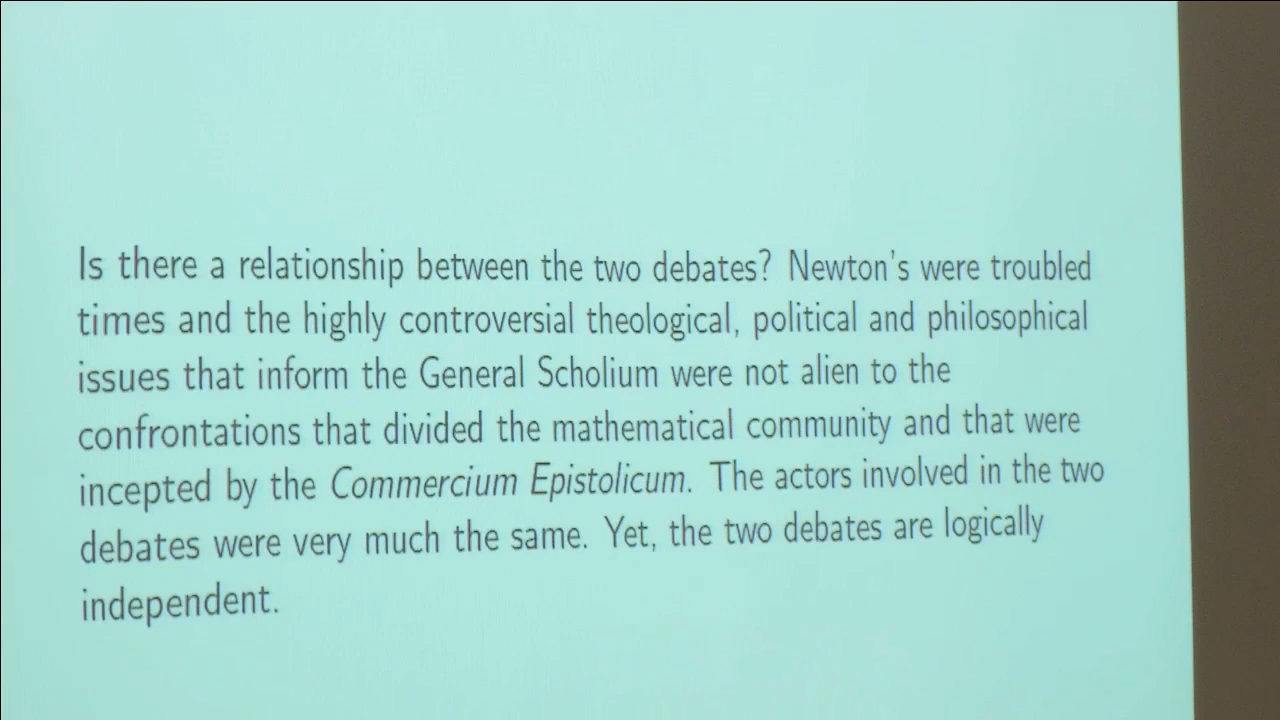 Is there a relationship between the two debates? Newton's were troubled
times and the highly controversial theological, political and philosophical
issues that inform the General Scholium were not alien to the
confrontations that divided the mathematical community and that were
incepted by the Commercium Epistolicum. The actors involved in the two
debates were very much the same. Yet, the two debates are logically
independent.